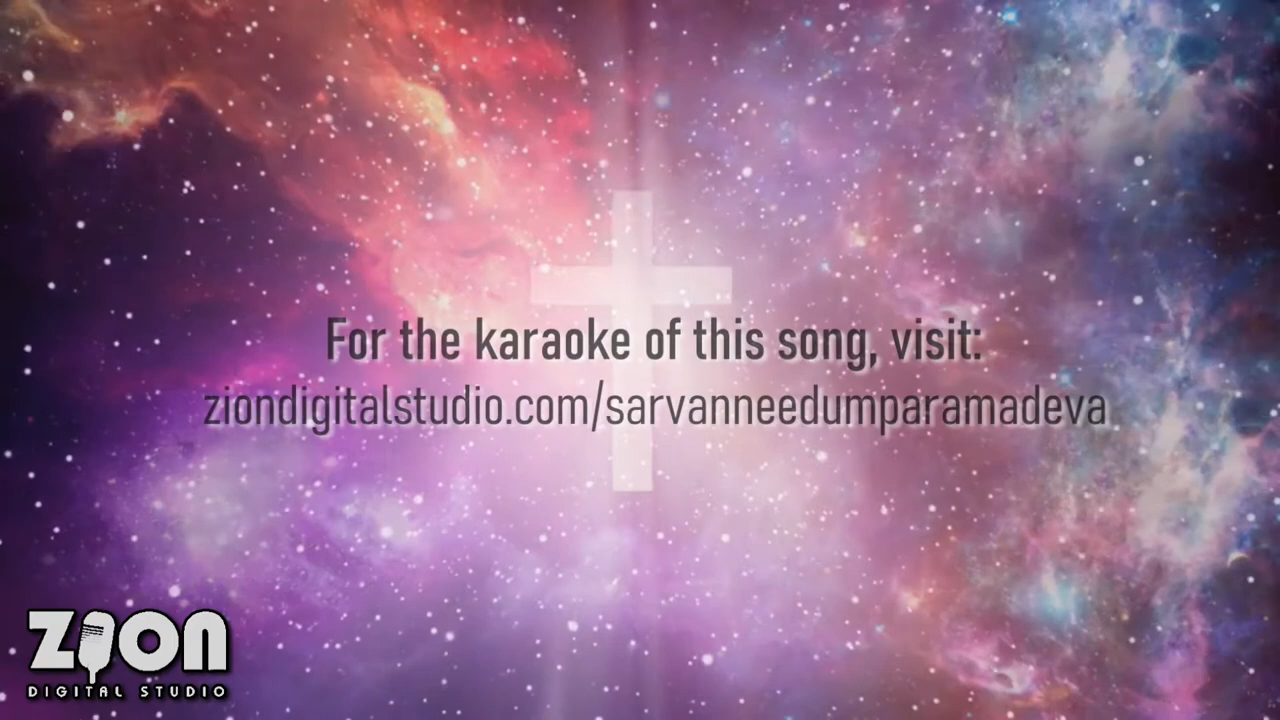 For the karaoke of this song, visit:
ziondigitalstudio.com/sarvanneedumparamadeva
ZION
DIGITAL STUDIO